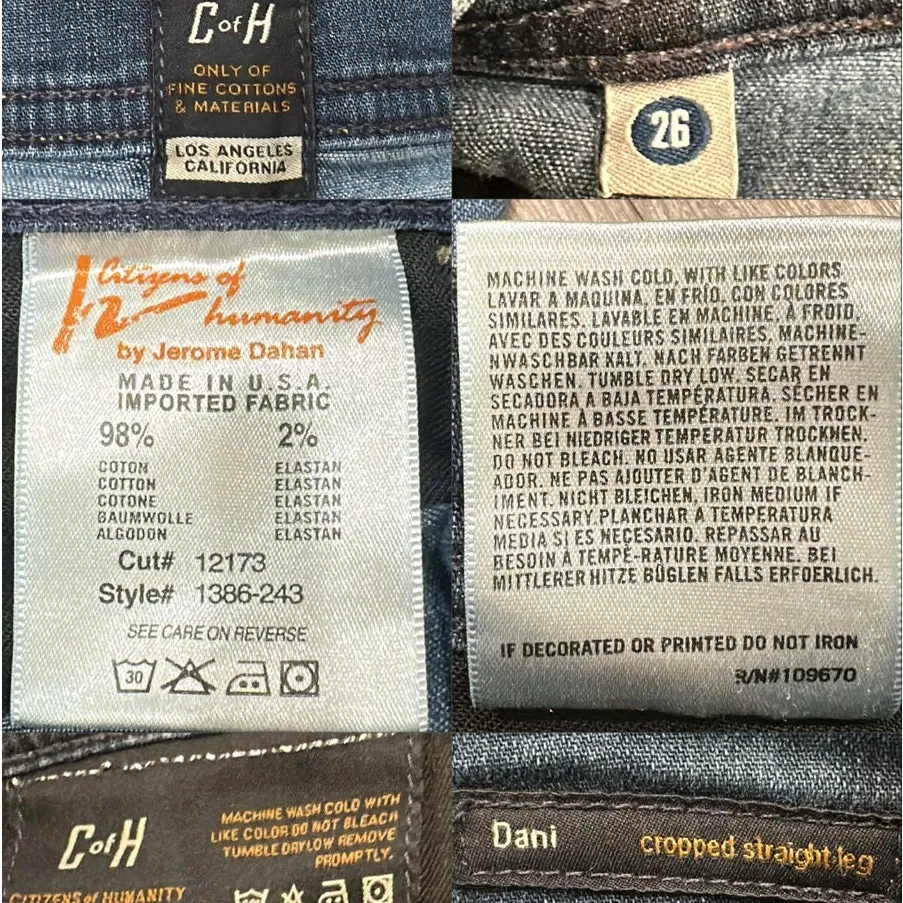 CofH
ONLY OF
FINE COTTONS
& MATERIALS
LOS ANGELES
CALIFORNIA
26
Citizens of
humanity
by Jerome Dahan
MADE IN U.S.A.
IMPORTED FABRIC
98% 2%
COTON ELASTAN
COTTON ELASTAN
COTONE ELASTAN
BAUMWOLLE ELASTAN
ALGODON ELASTAN
Cut# 12173
Style# 1386-243
SEE CARE ON REVERSE
30
MACHINE WASH COLD, WITH LIKE COLORS
LAVAR A MAQUINA, EN FRÍO, CON COLORES
SIMILARES. LAVABLE EN MACHINE, À FROID,
AVEC DES COULEURS SIMILAIRES, MACHINE-
NWASCHBAR KALT, NACH FARBEN GETRENNT
WASCHEN. TUMBLE DRY LOW. SECAR EN
SECADORA A BAJA TEMPERATÚRA. SÉCHER EN
MACHINE À BASSE TEMPÉRATURE. IM TROCK-
NER BEI NIEDRIGER TEMPERATUR TROCKNEN.
DO NOT BLEACH. NO USAR AGENTE BLANQUE-
ADOR. NE PAS AJOUTER D'AGENT DE BLANCH-
IMENT. NICHT BLEICHEN, IRON MEDIUM IF
NECESSARY.PLANCHAR A TEMPERATURA
MEDIA SI ES NECESARIO. REPASSAR AU
BESOIN À TEMPÉ-RATURE MOYENNE. BEI
MITTLERER HITZE BÜGLEN FALLS ERFOERLICH.
IF DECORATED OR PRINTED DO NOT IRON
R/N#109670
CofH
CITIZENS of HUMANITY
MACHINE WASH COLD WITH
LIKE COLOR DO NOT BLEACH
TUMBLE DRY LOW REMOVE
PROMPTLY.
Dani cropped straight leg